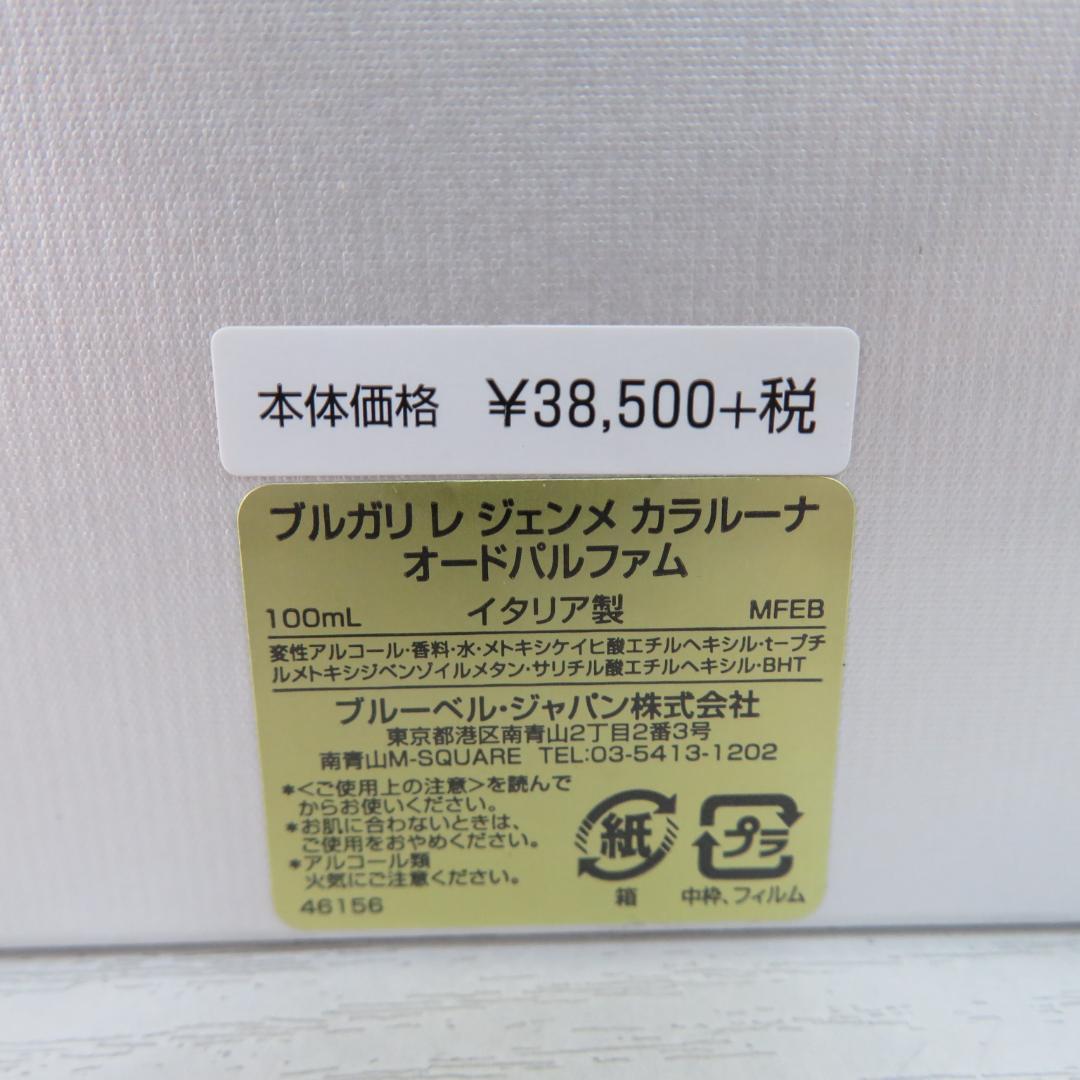 本体価格 ¥38,500+税
ブルガリ レ ジェンメ カラルーナ
オードパルファム
100mL イタリア製 MFEB
変性アルコール・香料・水・メトキシケイヒ酸エチルヘキシル・t-ブチ
ルメトキシジベンゾイルメタン・サリチル酸エチルヘキシル・BHT
ブルーベル・ジャパン株式会社
東京都港区南青山2丁目2番3号
南青山M-SQUARE TEL:03-5413-1202
*<ご使用上の注意>を読んで
からお使いください。
*お肌に合わないときは、
ご使用をおやめください。
*アルコール類
火気にご注意ください。
46156
紙 プラ
箱 中枠、フィルム